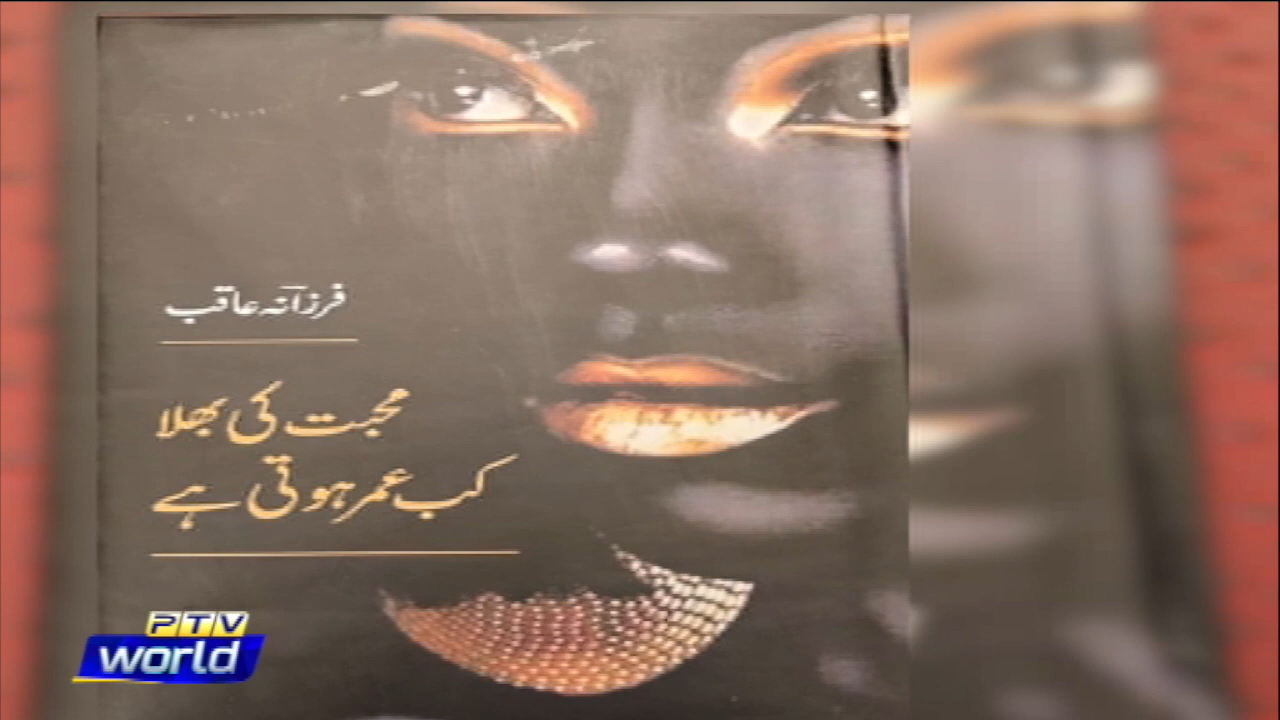 فرزانہ عاقب
محبت کی بھلا
کب عمر ہوتی ہے
PTV
world